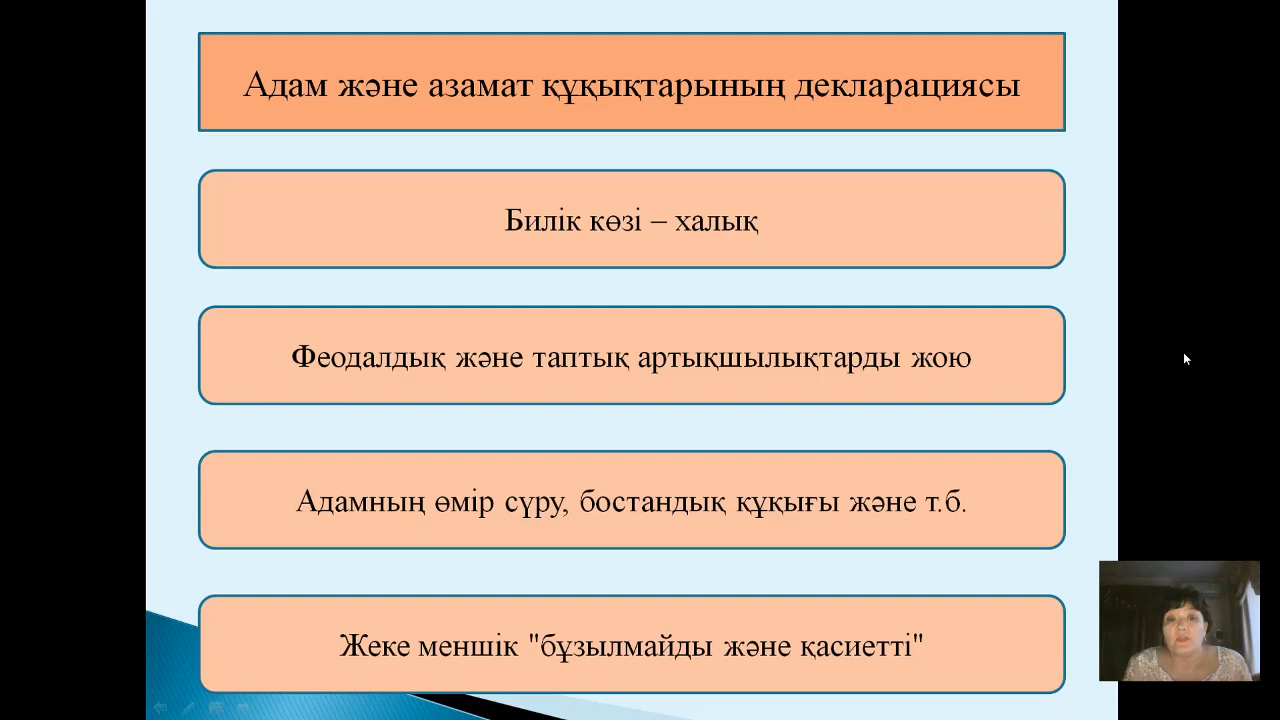 Адам және азамат құқықтарының декларациясы
Билік көзі – халық
Феодалдық және таптық артықшылықтарды жою
Адамның өмір сүру, бостандық құқығы және т.б.
Жеке меншік "бұзылмайды және қасиетті"